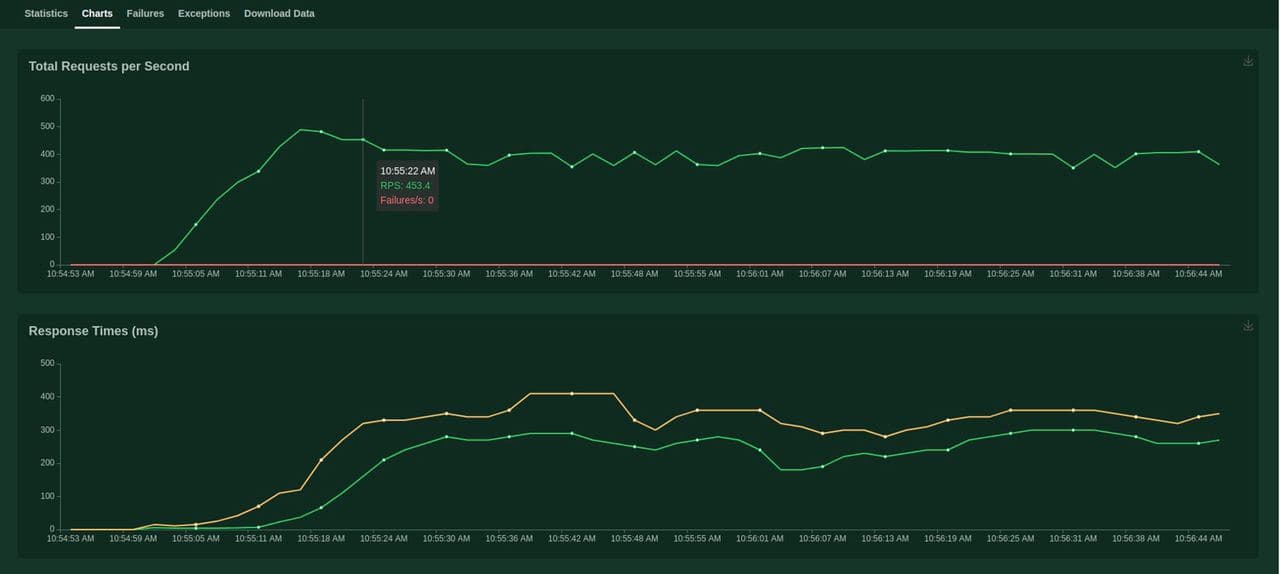 Statistics Charts Failures Exceptions Download Data
Total Requests per Second
600
500
400
300
200
100
0
10:55:22 AM
RPS: 453.4
Failures/s: 0
10:54:53 AM 10:54:59 AM 10:55:05 AM 10:55:11 AM 10:55:18 AM 10:55:24 AM 10:55:30 AM 10:55:36 AM 10:55:42 AM 10:55:48 AM 10:55:55 AM 10:56:01 AM 10:56:07 AM 10:56:13 AM 10:56:19 AM 10:56:25 AM 10:56:31 AM 10:56:38 AM 10:56:44 AM
Response Times (ms)
500
400
300
200
100
0
10:54:53 AM 10:54:59 AM 10:55:05 AM 10:55:11 AM 10:55:18 AM 10:55:24 AM 10:55:30 AM 10:55:36 AM 10:55:42 AM 10:55:48 AM 10:55:55 AM 10:56:01 AM 10:56:07 AM 10:56:13 AM 10:56:19 AM 10:56:25 AM 10:56:31 AM 10:56:38 AM 10:56:44 AM